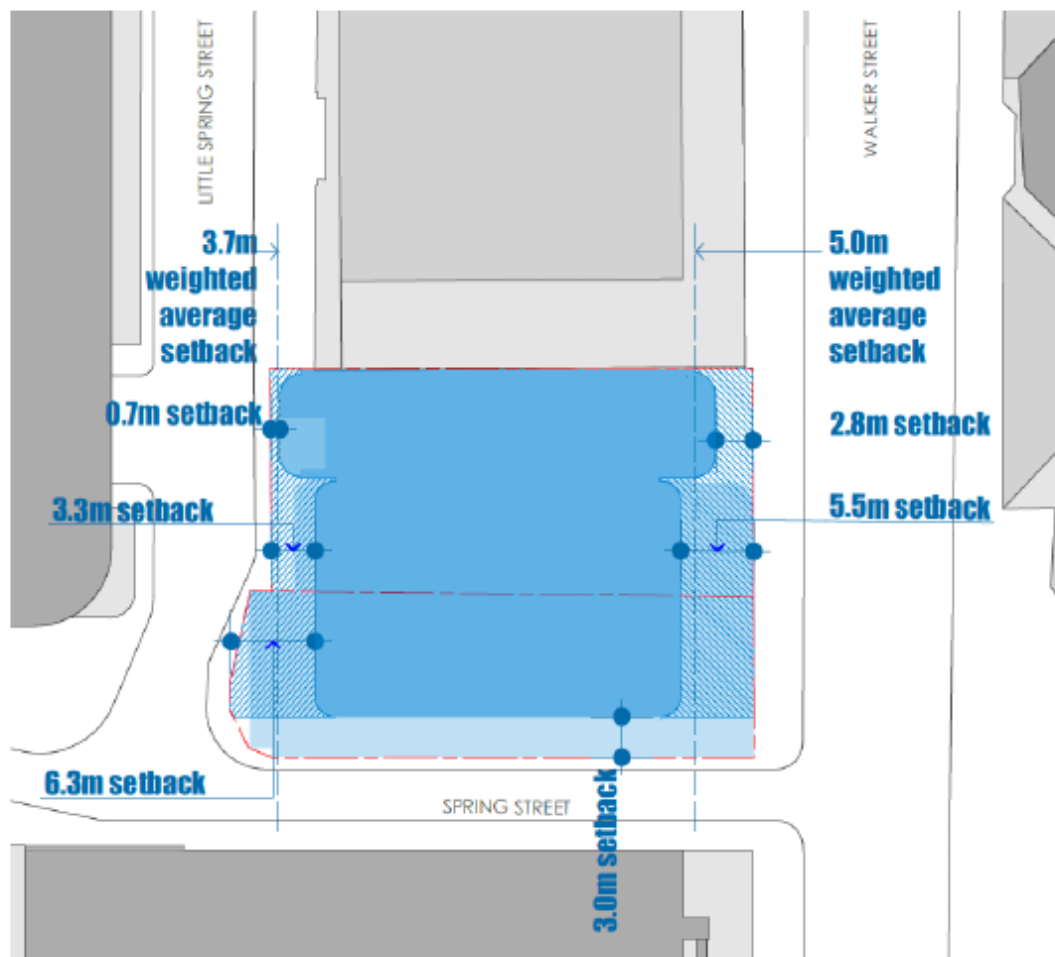 LITTLE SPRING STREET
WALKER STREET
3.7m
weighted
average
setback
5.0m
weighted
average
setback
0.7m setback
2.8m setback
3.3m setback
5.5m setback
6.3m setback
SPRING STREET
3.0m setback